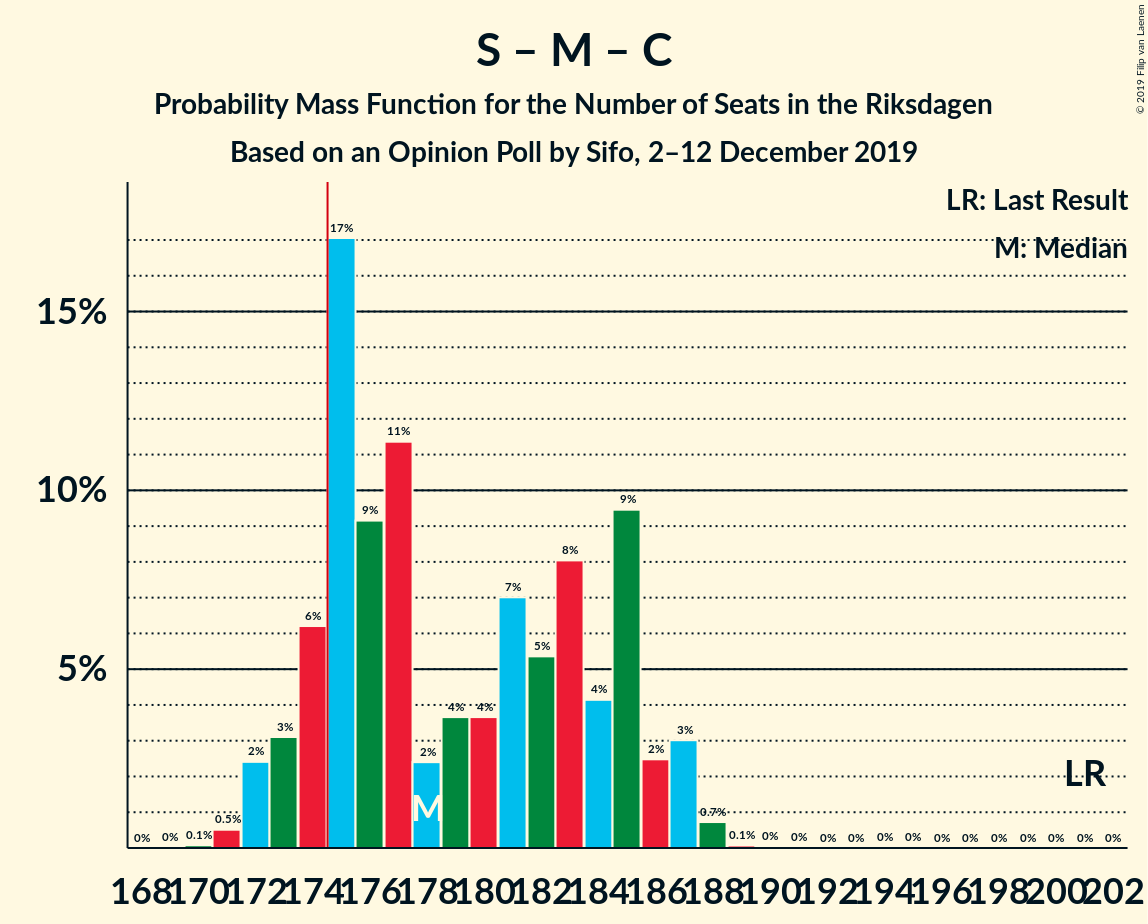 S – M – C
Probability Mass Function for the Number of Seats in the Riksdagen
Based on an Opinion Poll by Sifo, 2–12 December 2019
© 2019 Filip van Laenen
LR: Last Result
M: Median
15%
10%
5%
0% 0% 0.1% 0.5% 2% 3% 6% 17% 9% 11% 2% 4% 4% 7% 5% 8% 4% 9% 2% 3% 0.7% 0.1% 0% 0% 0% 0% 0% 0% 0% 0% 0% 0% 0% 0% 0%
M
LR
168 170 172 174 176 178 180 182 184 186 188 190 192 194 196 198 200 202